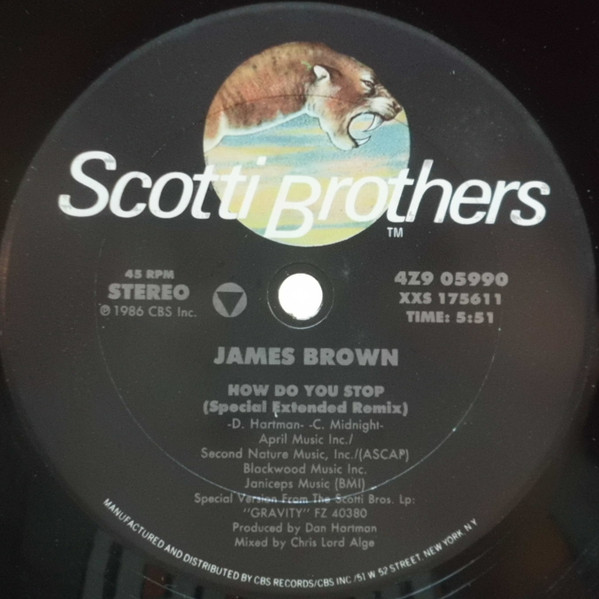 Scotti Brothers
TM
45 RPM
STEREO
℗ 1986 CBS Inc.
4Z9 05990
XXS 175611
TIME: 5:51
JAMES BROWN
HOW DO YOU STOP
(Special Extended Remix)
-D. Hartman- -C. Midnight-
April Music Inc./
Second Nature Music, Inc./(ASCAP)
Blackwood Music Inc.
Janiceps Music (BMI)
Special Version From The Scotti Bros. Lp:
"GRAVITY" FZ 40380
Produced by Dan Hartman
Mixed by Chris Lord Alge
MANUFACTURED AND DISTRIBUTED BY CBS RECORDS/CBS INC./51 W. 52 STREET, NEW YORK, N.Y.